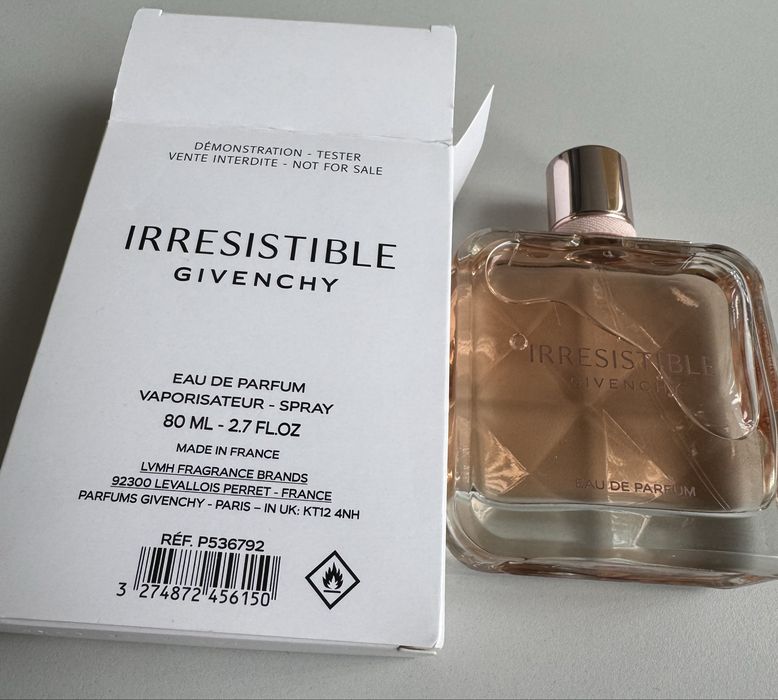 DÉMONSTRATION - TESTER
VENTE INTERDITE - NOT FOR SALE
IRRESISTIBLE
GIVENCHY
EAU DE PARFUM
VAPORISATEUR - SPRAY
80 ML - 2.7 FL.OZ
MADE IN FRANCE
LVMH FRAGRANCE BRANDS
92300 LEVALLOIS PERRET - FRANCE
PARFUMS GIVENCHY - PARIS – IN UK: KT12 4NH
RÉF. P536792
3 274872 456150
IRRESISTIBLE
GIVENCHY
EAU DE PARFUM